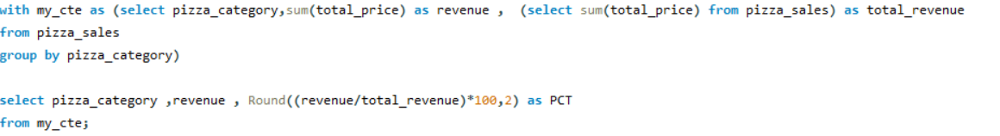 with my_cte as (select pizza_category,sum(total_price) as revenue ,  (select sum(total_price) from pizza_sales) as total_revenue
from pizza_sales
group by pizza_category)
select pizza_category ,revenue , Round((revenue/total_revenue)*100,2) as PCT
from my_cte;